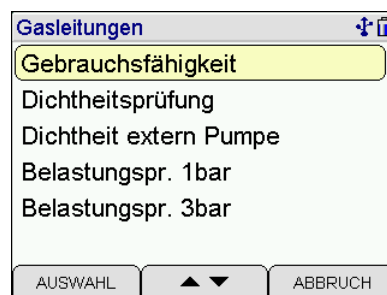 Gasleitungen
Gebrauchsfähigkeit
Dichtheitsprüfung
Dichtheit extern Pumpe
Belastungspr. 1bar
Belastungspr. 3bar
AUSWAHL ▲ ▼ ABBRUCH